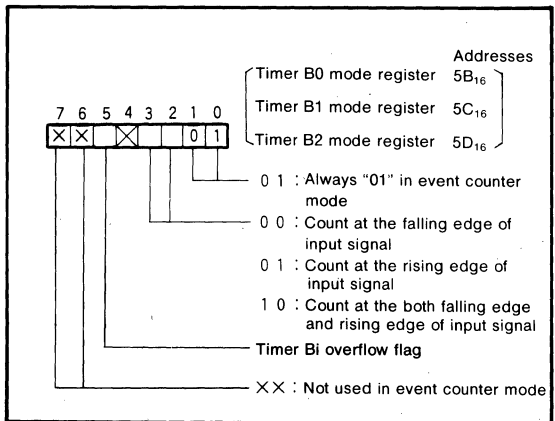 Addresses
Timer B0 mode register 5B₁₆
Timer B1 mode register 5C₁₆
Timer B2 mode register 5D₁₆
7 6 5 4 3 2 1 0
× × × 0 1
0 1 : Always "01" in event counter
mode
0 0 : Count at the falling edge of
input signal
0 1 : Count at the rising edge of
input signal
1 0 : Count at the both falling edge
and rising edge of input signal
Timer Bi overflow flag
×× : Not used in event counter mode